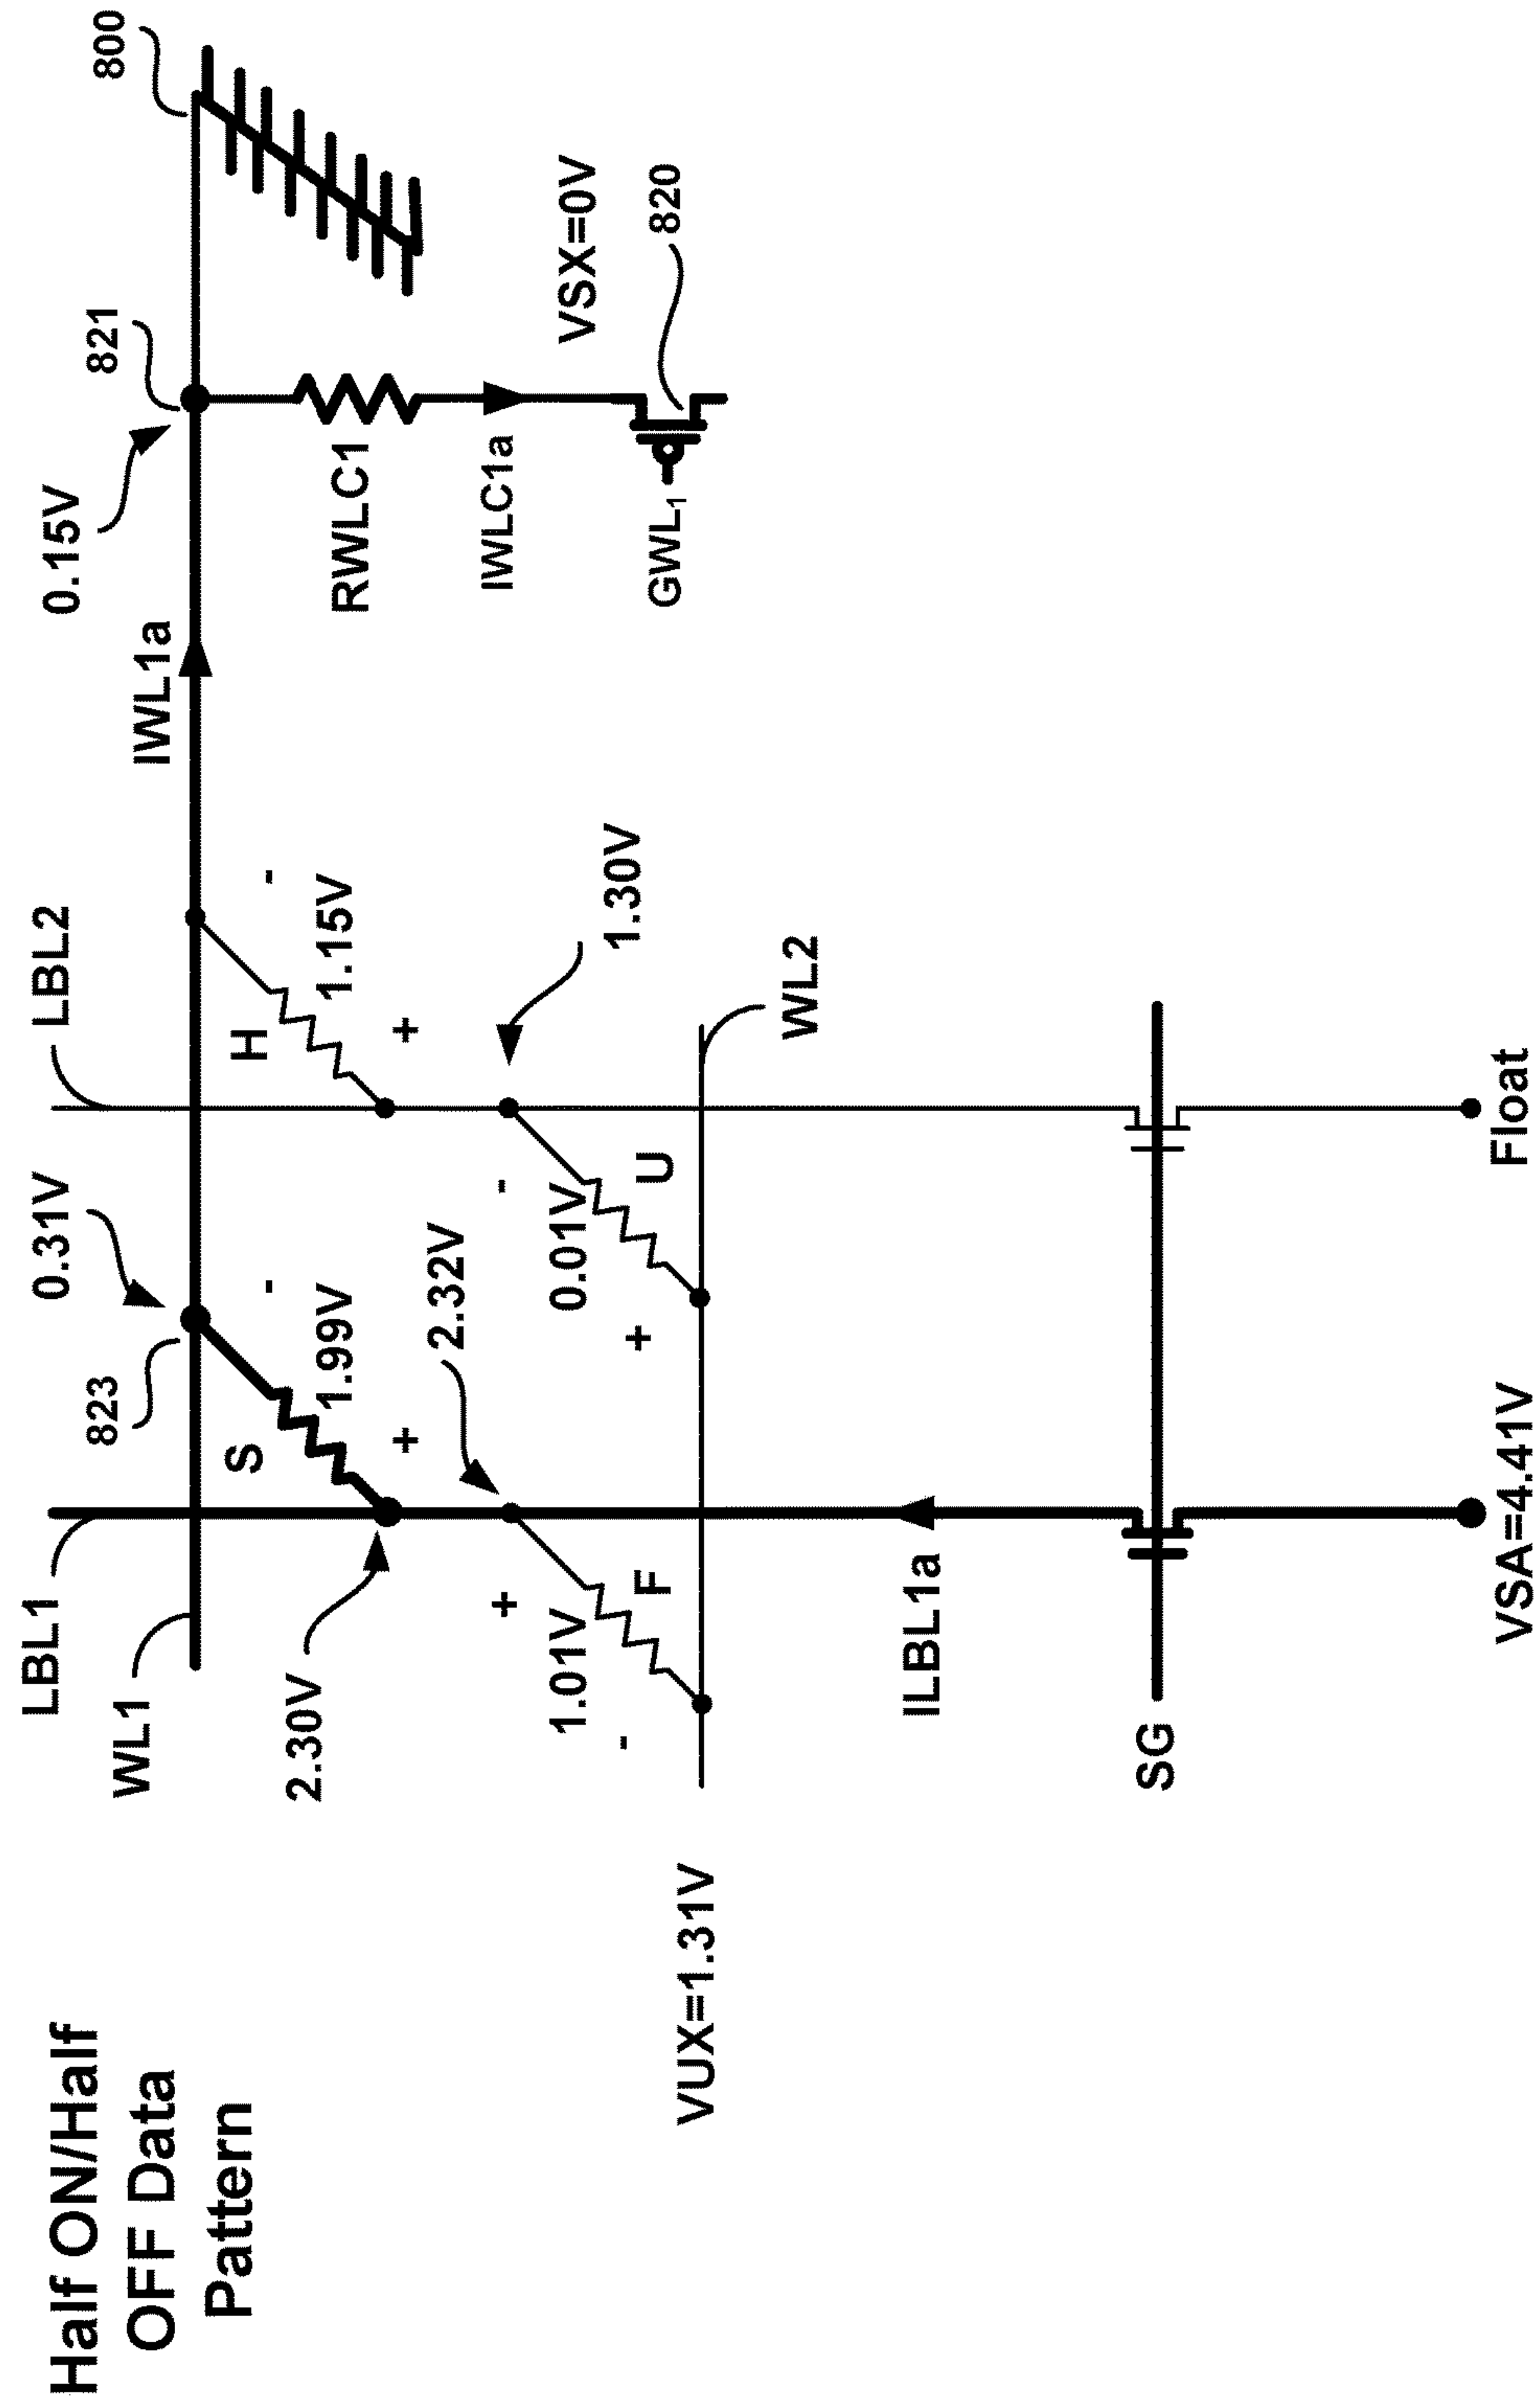 Half ON/Half
OFF Data
Pattern
LBL1
WL1
823
0.31V
LBL2
IWL1a
0.15V
821
800
S
1.99V
-
+
H
1.15V
-
+
2.30V
2.32V
1.30V
RWLC1
IWLC1a
VSX=0V
GWL1
820
+
1.01V
F
-
-
0.01V
U
+
VUX=1.31V
WL2
ILBL1a
SG
VSA=4.41V
Float